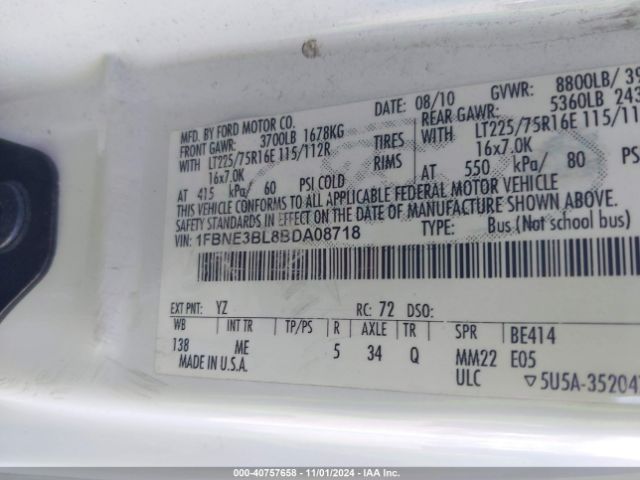 MFD. BY FORD MOTOR CO.
DATE: 08/10 GVWR: 8800LB/ 39
FRONT GAWR: 3700LB 1678KG REAR GAWR: 5360LB 243
WITH LT225/75R16E 115/112R TIRES WITH LT225/75R16E 115/11
16x7.0K RIMS 16x7.0K
AT 415 kPa/ 60 PSI COLD AT 550 kPa/ 80 PS
THIS VEHICLE CONFORMS TO ALL APPLICABLE FEDERAL MOTOR VEHICLE
SAFETY STANDARDS IN EFFECT ON THE DATE OF MANUFACTURE SHOWN ABOVE.
VIN: 1FBNE3BL8BDA08718 TYPE: Bus (Not school bus)
EXT PNT: YZ RC: 72 DSO:
WB INT TR TP/PS R AXLE TR SPR BE414
138 ME 5 34 Q MM22 E05
MADE IN U.S.A. ULC ▽5U5A-35204
000-40757658 - 11/01/2024 - IAA Inc.